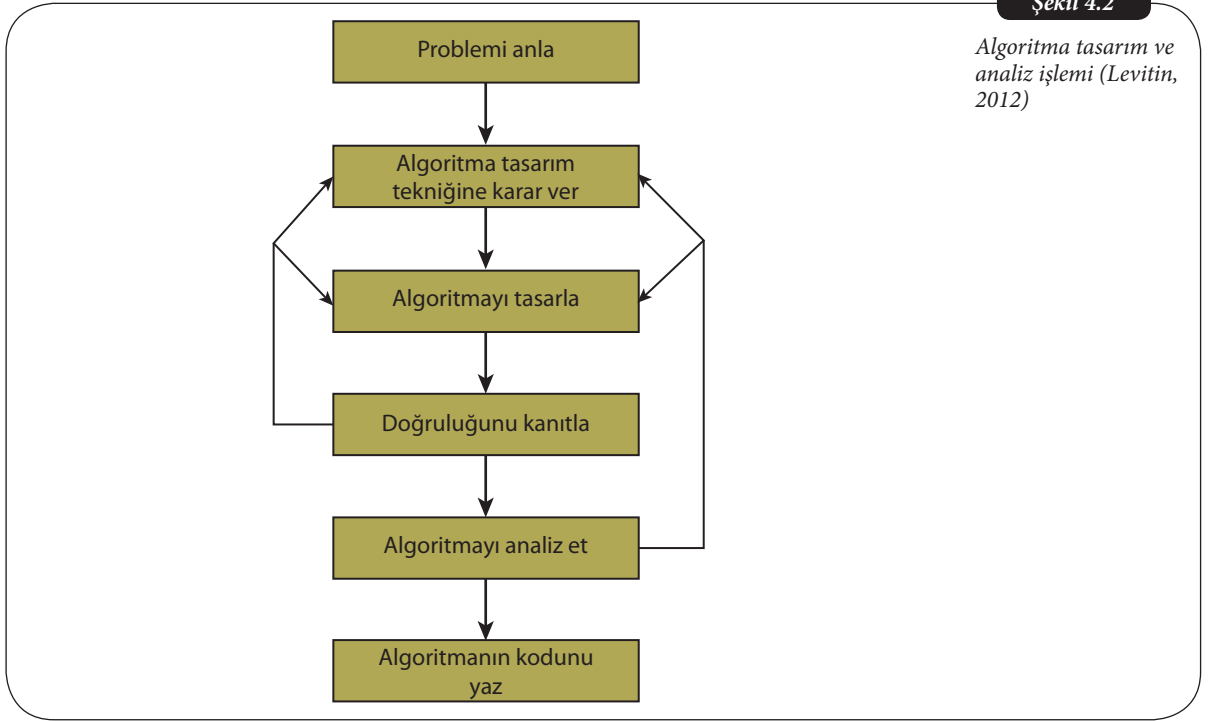 Şekil 4.2
Algoritma tasarım ve
analiz işlemi (Levitin,
2012)
Problemi anla
Algoritma tasarım
tekniğine karar ver
Algoritmayı tasarla
Doğruluğunu kanıtla
Algoritmayı analiz et
Algoritmanın kodunu
yaz